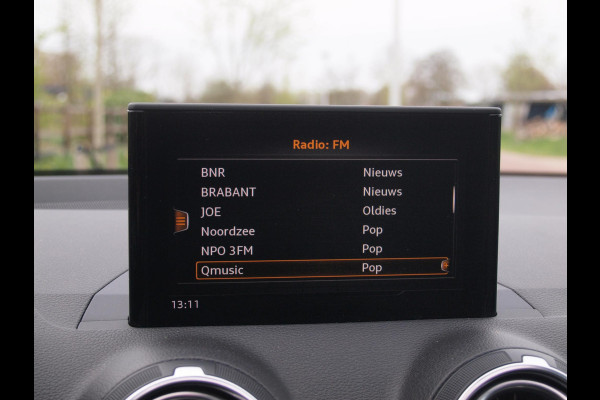 Radio: FM
BNR Nieuws
BRABANT Nieuws
JOE Oldies
Noordzee Pop
NPO 3FM Pop
Qmusic Pop
13:11